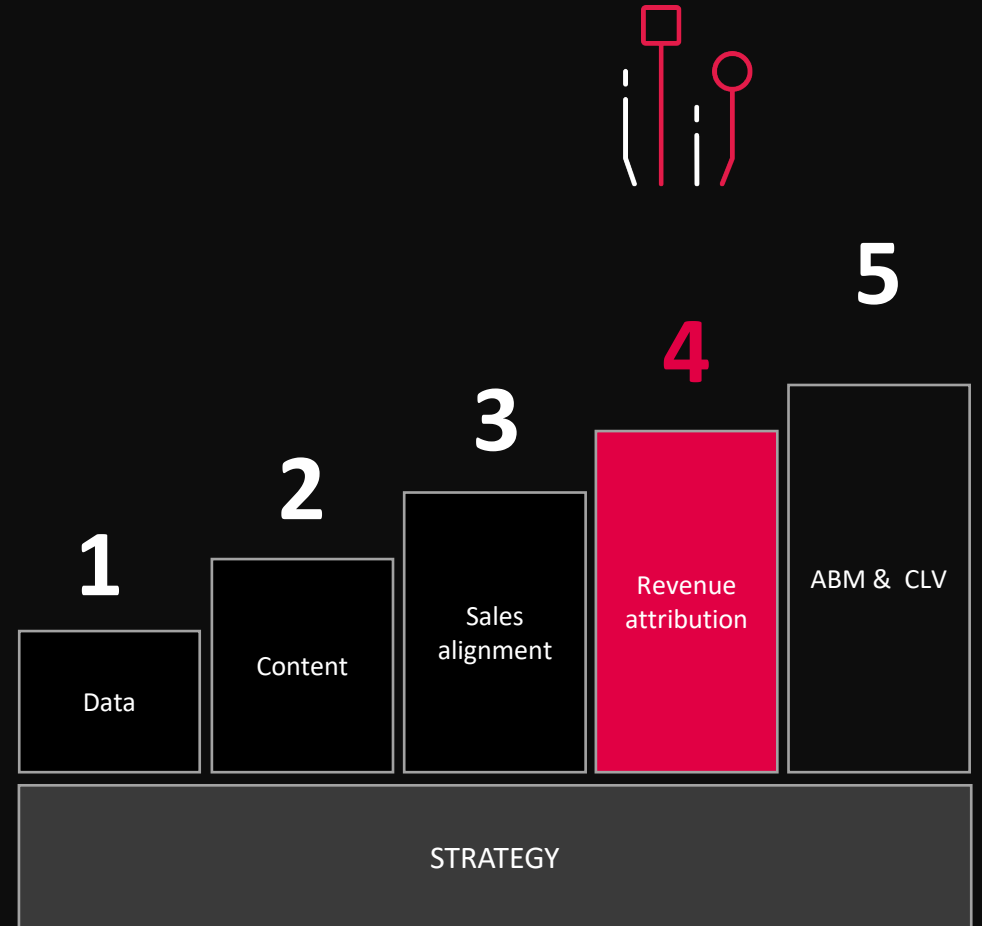 1
Data
2
Content
3
Sales
alignment
4
Revenue
attribution
5
ABM & CLV
STRATEGY